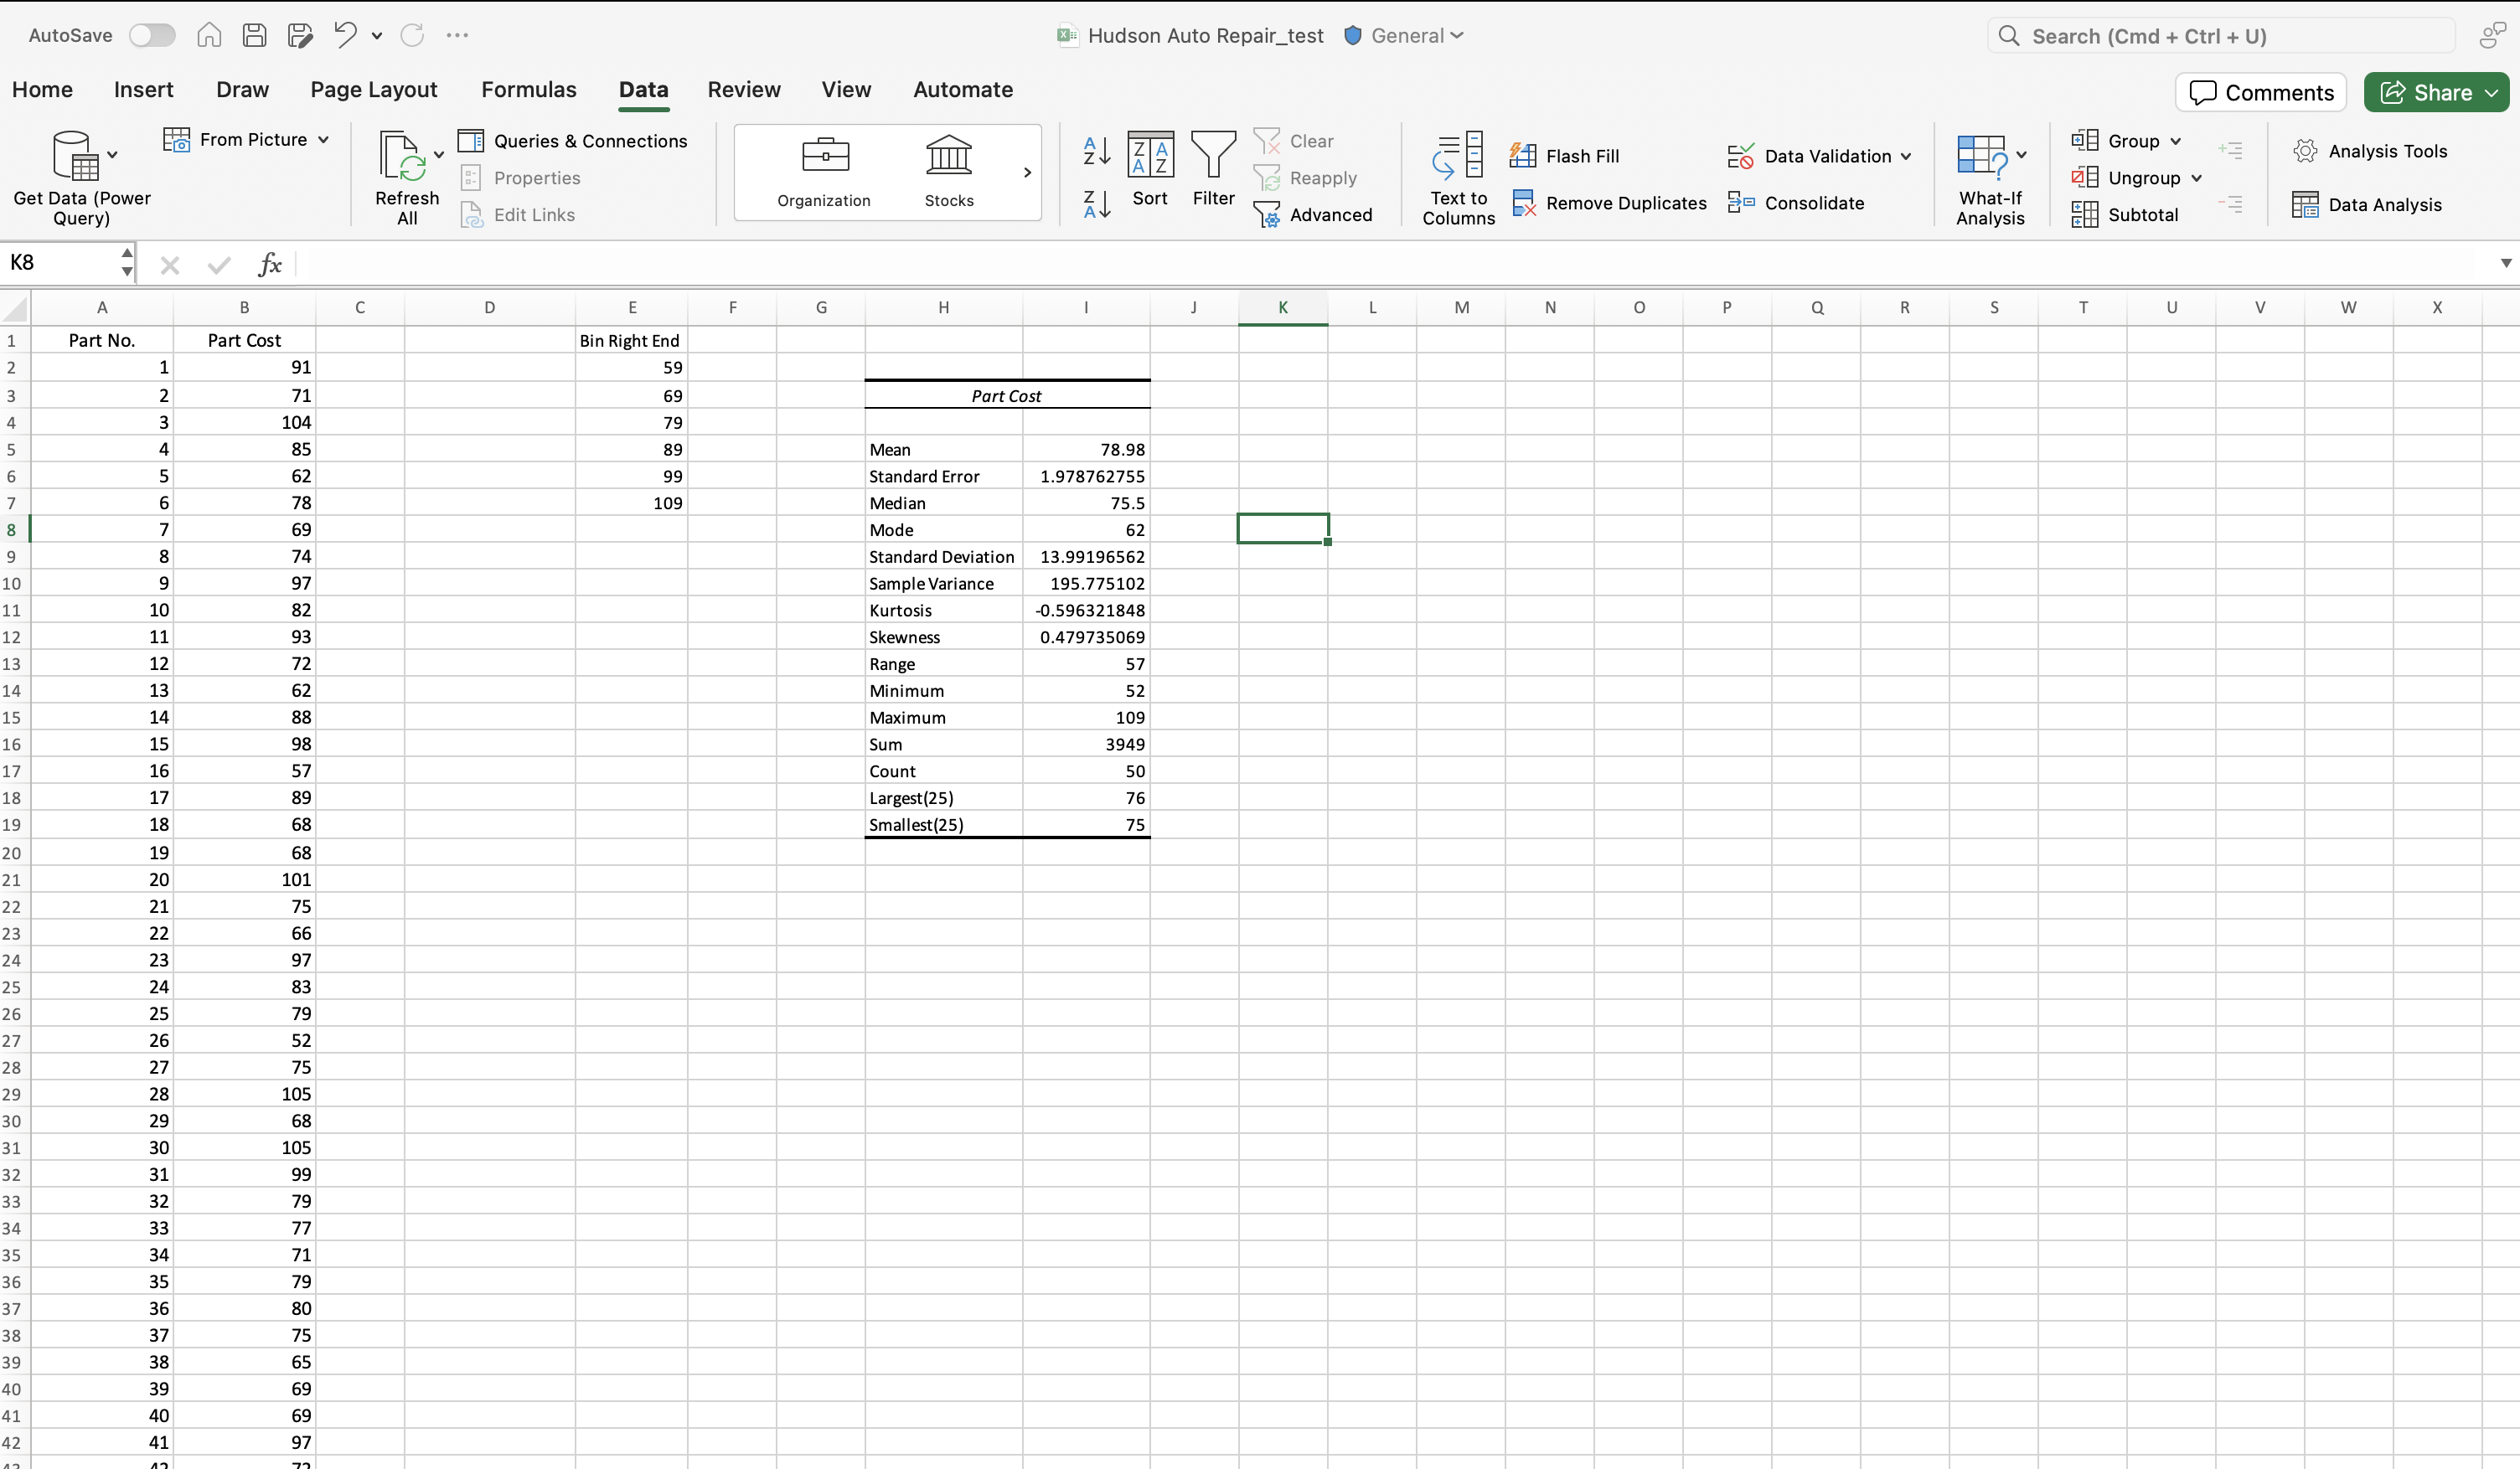 AutoSave Hudson Auto Repair_test General Search (Cmd + Ctrl + U)
Home Insert Draw Page Layout Formulas Data Review View Automate Comments Share
From Picture Queries & Connections Clear Flash Fill Data Validation Group Analysis Tools
Get Data (Power Query) Refresh All Properties Organization Stocks Sort Filter Reapply Text to Columns Remove Duplicates Consolidate What-If Analysis Ungroup Data Analysis
Edit Links Advanced Subtotal
K8 fx
A B C D E F G H I J K L M N O P Q R S T U V W X
1 Part No. Part Cost Bin Right End
2 1 91 59
3 2 71 69 Part Cost
4 3 104 79
5 4 85 89 Mean 78.98
6 5 62 99 Standard Error 1.978762755
7 6 78 109 Median 75.5
8 7 69 Mode 62
9 8 74 Standard Deviation 13.99196562
10 9 97 Sample Variance 195.775102
11 10 82 Kurtosis -0.596321848
12 11 93 Skewness 0.479735069
13 12 72 Range 57
14 13 62 Minimum 52
15 14 88 Maximum 109
16 15 98 Sum 3949
17 16 57 Count 50
18 17 89 Largest(25) 76
19 18 68 Smallest(25) 75
20 19 68
21 20 101
22 21 75
23 22 66
24 23 97
25 24 83
26 25 79
27 26 52
28 27 75
29 28 105
30 29 68
31 30 105
32 31 99
33 32 79
34 33 77
35 34 71
36 35 79
37 36 80
38 37 75
39 38 65
40 39 69
41 40 69
42 41 97